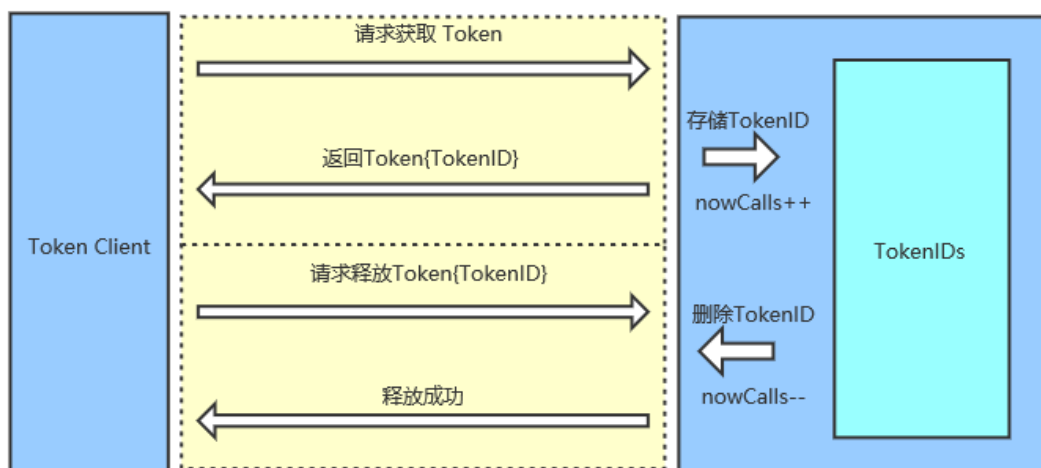 请求获取 Token
存储TokenID
返回Token{TokenID}
nowCalls++
Token Client
TokenIDs
请求释放Token{TokenID}
删除TokenID
释放成功
nowCalls--